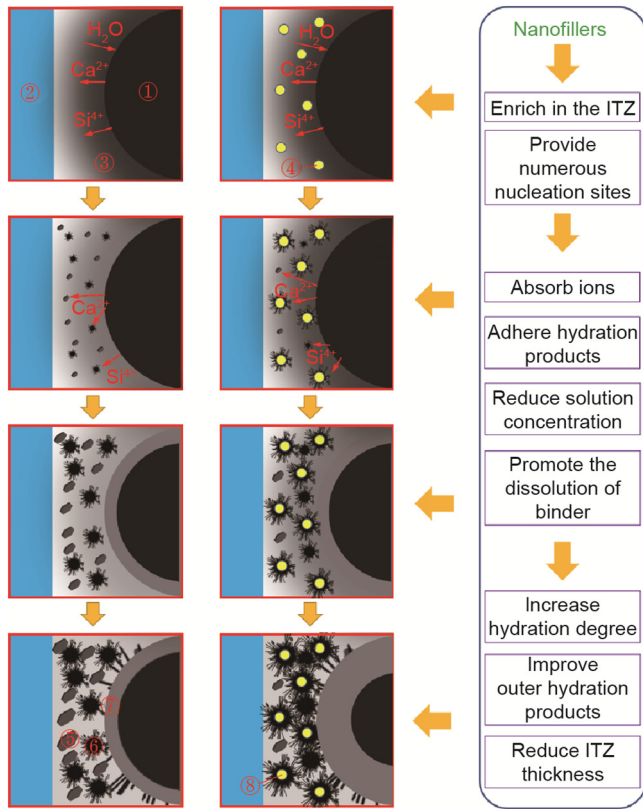 H₂O
Ca²⁺
②
①
Si⁴⁺
③
H₂O
Ca²⁺
Si⁴⁺
④
Ca²⁺
Si⁴⁺
Ca²⁺
Si⁴⁺
⑦
⑤
⑥
⑧
Nanofillers
Enrich in the ITZ
Provide
numerous
nucleation sites
Absorb ions
Adhere hydration
products
Reduce solution
concentration
Promote the
dissolution of
binder
Increase
hydration degree
Improve
outer hydration
products
Reduce ITZ
thickness